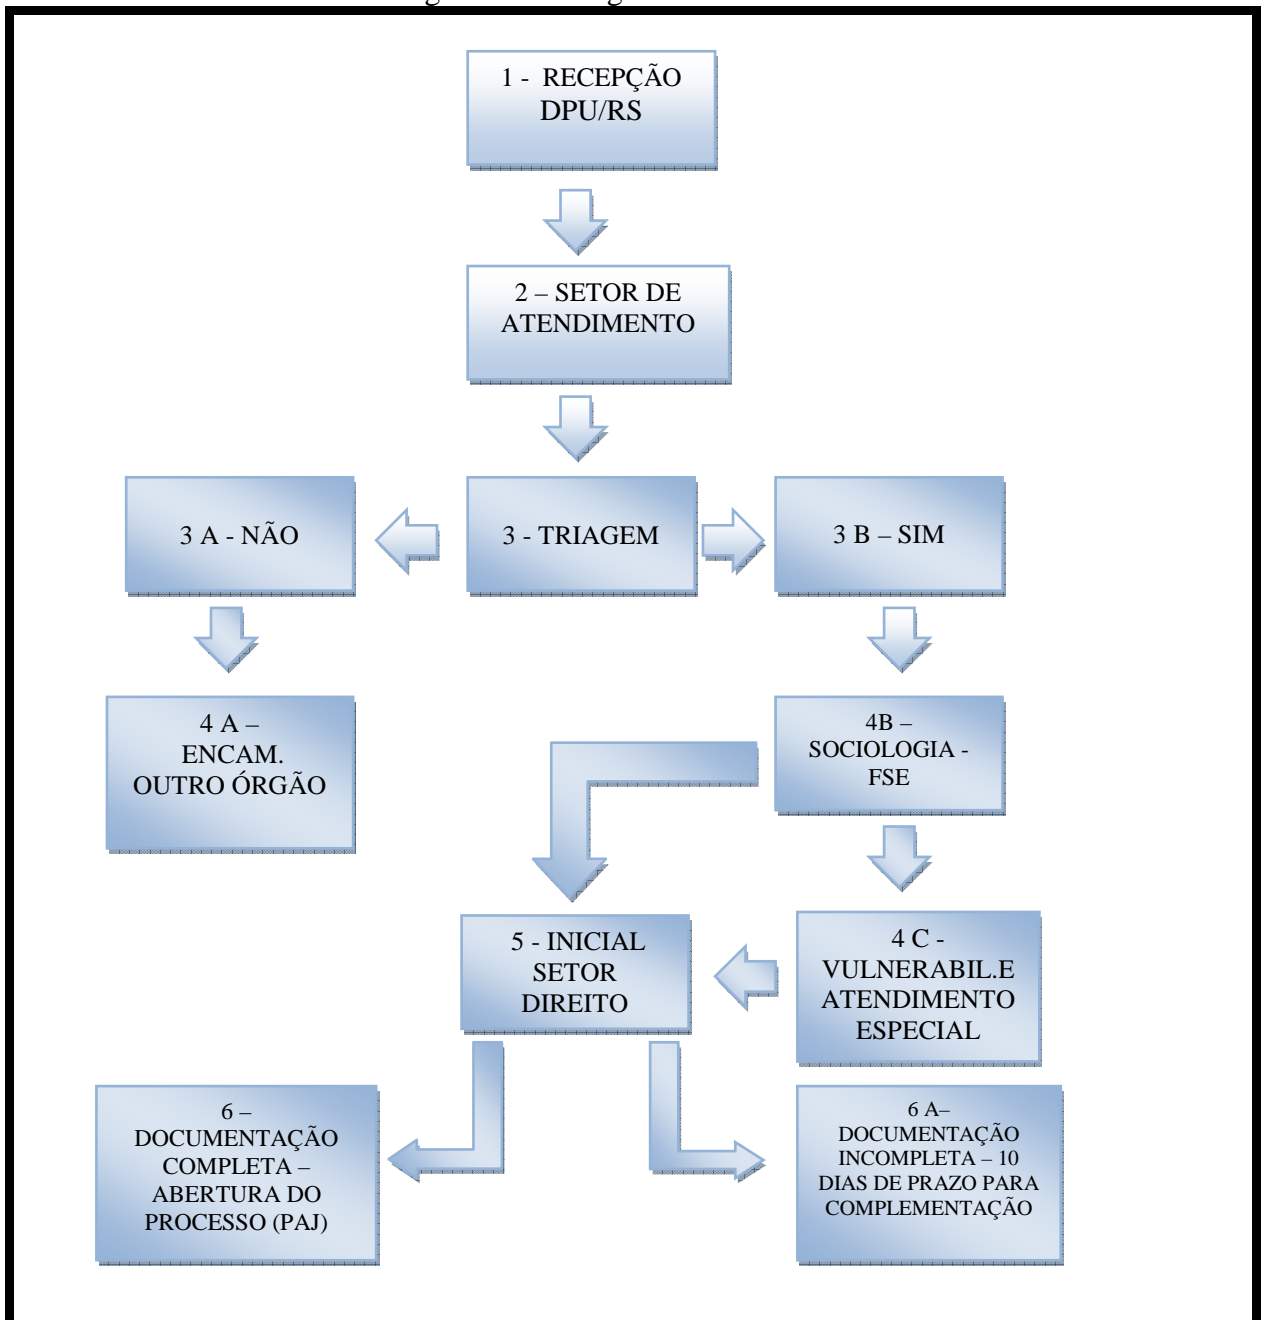 1 - RECEPÇÃO
DPU/RS
2 – SETOR DE
ATENDIMENTO
3 A - NÃO
3 - TRIAGEM
3 B – SIM
4 A –
ENCAM.
OUTRO ÓRGÃO
4B –
SOCIOLOGIA -
FSE
5 - INICIAL
SETOR
DIREITO
4 C -
VULNERABIL.E
ATENDIMENTO
ESPECIAL
6 –
DOCUMENTAÇÃO
COMPLETA –
ABERTURA DO
PROCESSO (PAJ)
6 A–
DOCUMENTAÇÃO
INCOMPLETA – 10
DIAS DE PRAZO PARA
COMPLEMENTAÇÃO